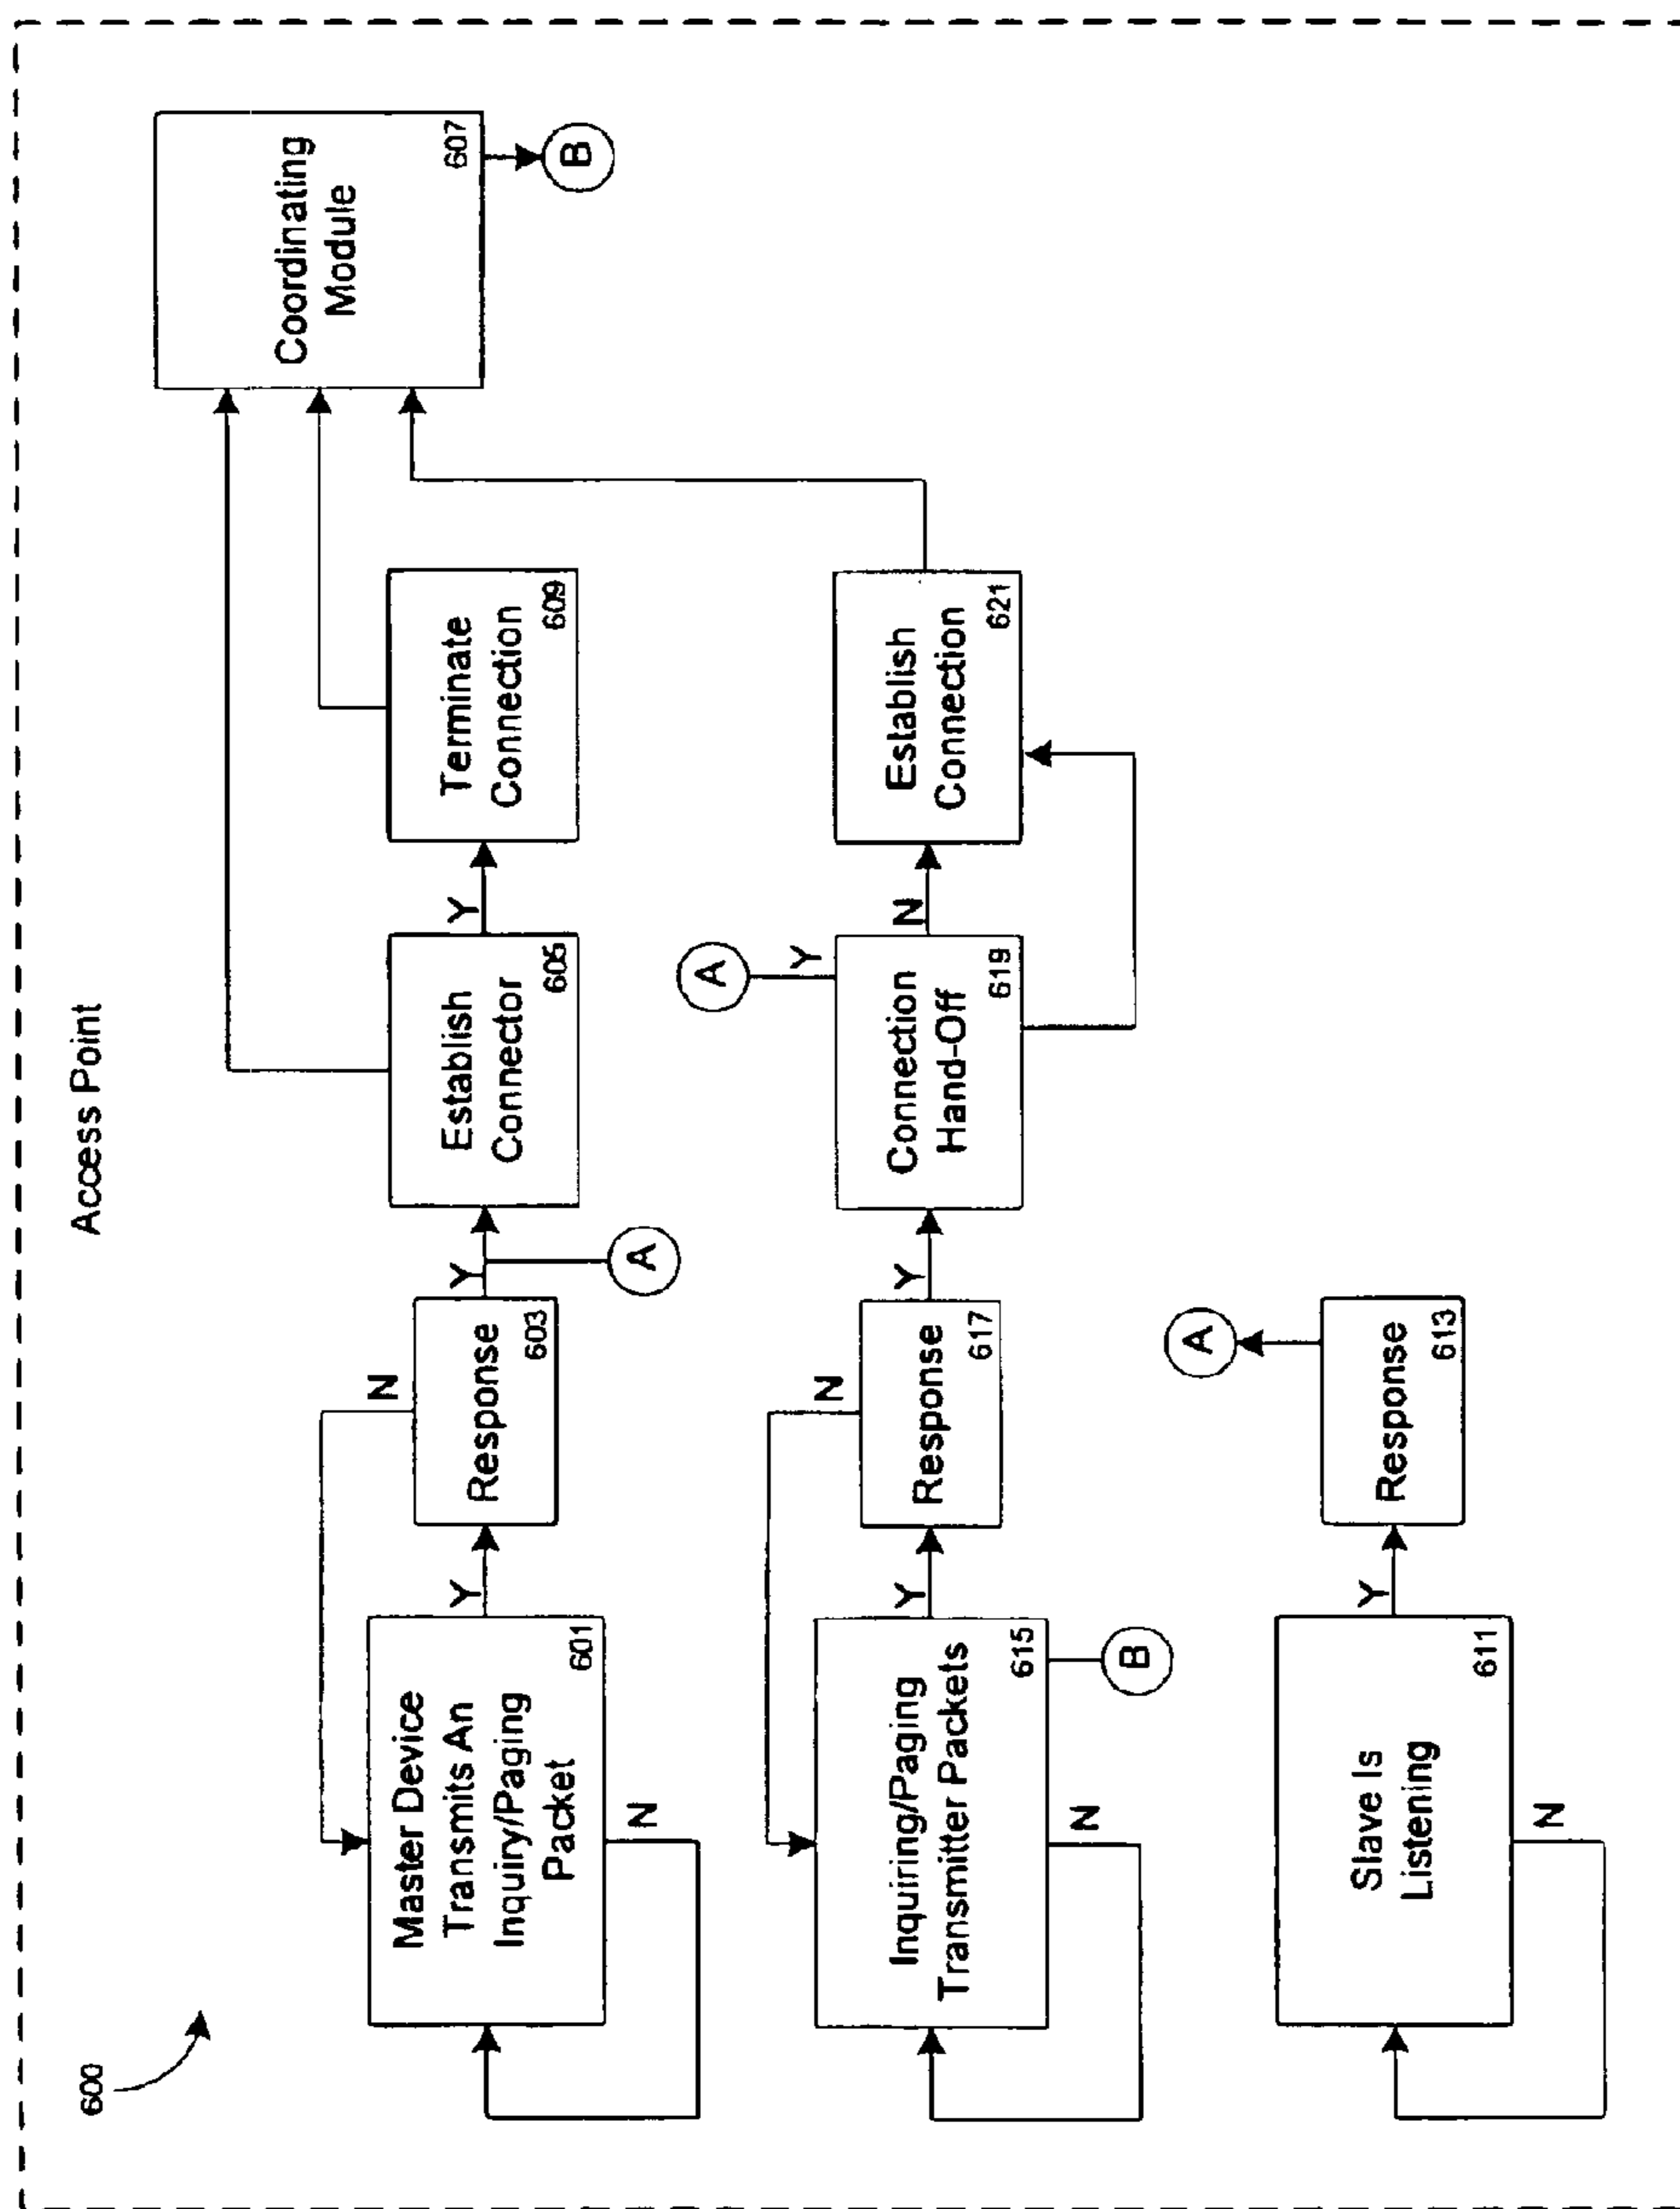 600
Access Point
Master Device
Transmits An
Inquiry/Paging
Packet
601
Y
N
Response
603
N
Y
A
Establish
Connector
605
Y
Terminate
Connection
609
Coordinating
Module
607
B
Inquiring/Paging
Transmitter Packets
615
Y
N
B
Response
617
N
Y
Connection
Hand-Off
619
A
Y
N
Establish
Connection
621
Slave Is
Listening
611
Y
N
Response
613
A